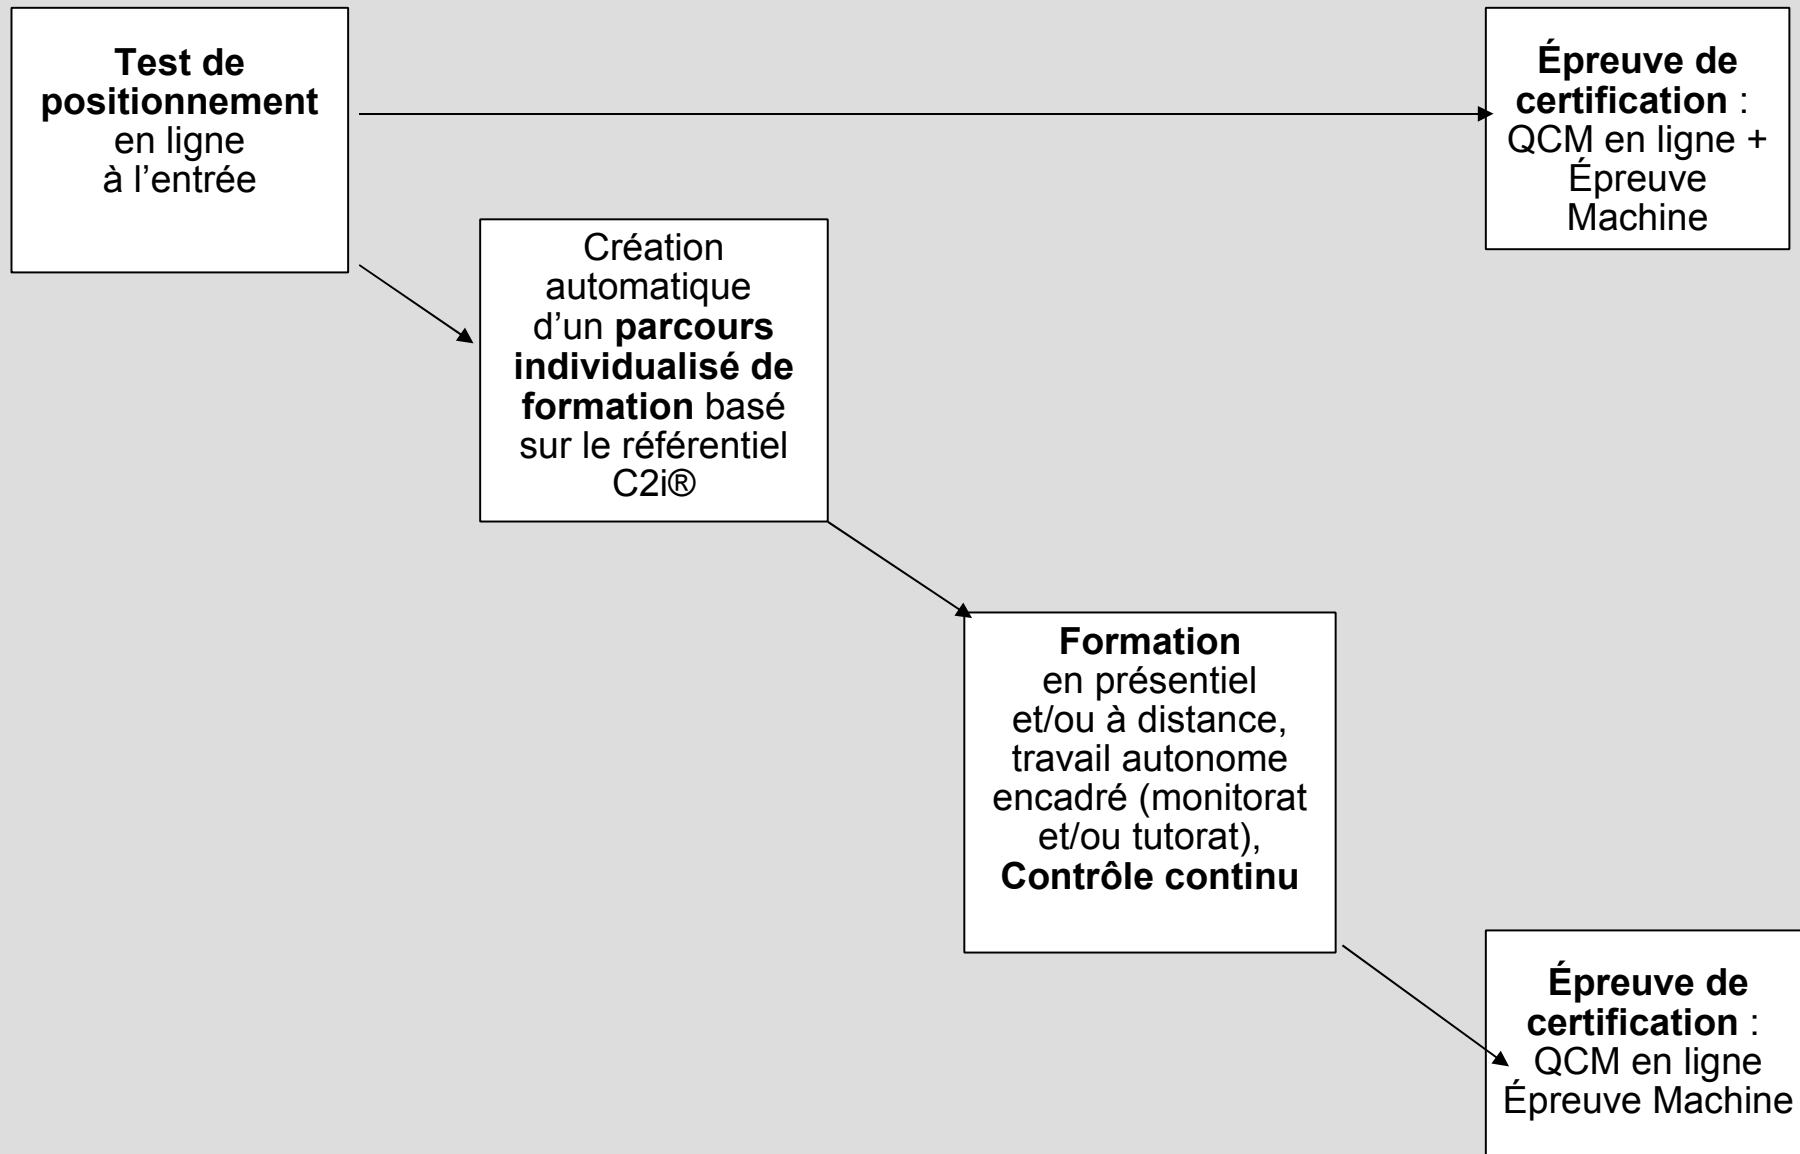 Test de
positionnement
en ligne
à l’entrée
Épreuve de
certification :
QCM en ligne +
Épreuve
Machine
Création
automatique
d’un parcours
individualisé de
formation basé
sur le référentiel
C2i®
Formation
en présentiel
et/ou à distance,
travail autonome
encadré (monitorat
et/ou tutorat),
Contrôle continu
Épreuve de
certification :
QCM en ligne
Épreuve Machine